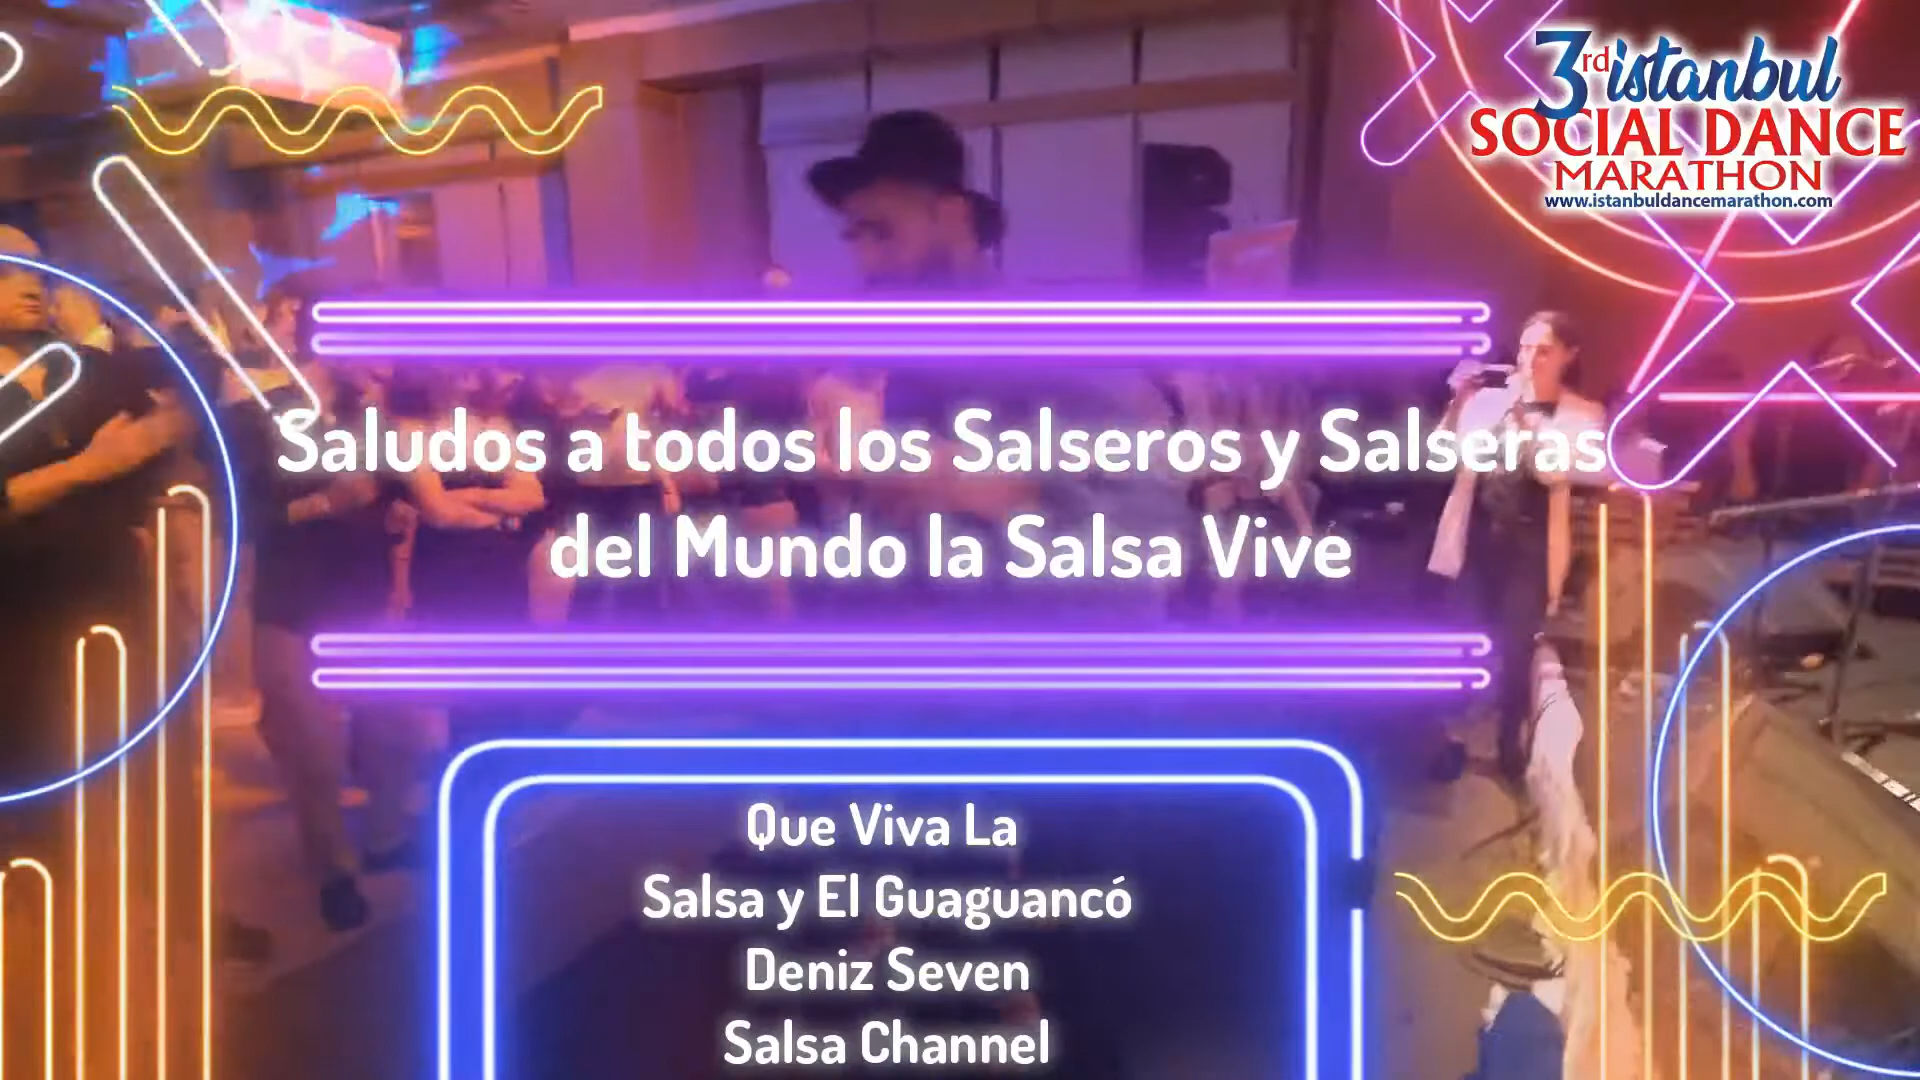 3rd istanbul
SOCIAL DANCE
MARATHON
www.istanbuldancemarathon.com
Saludos a todos los Salseros y Salseras
del Mundo la Salsa Vive
Que Viva La
Salsa y El Guaguancó
Deniz Seven
Salsa Channel